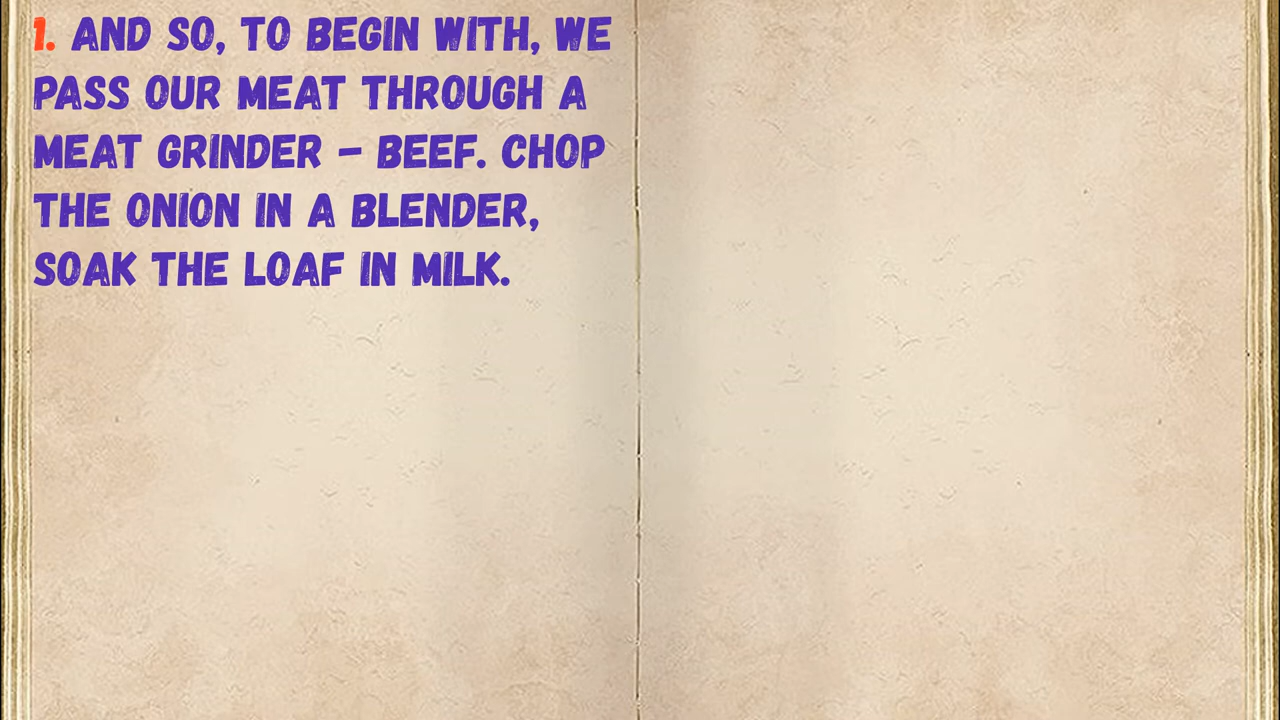 1. AND SO, TO BEGIN WITH, WE
PASS OUR MEAT THROUGH A
MEAT GRINDER – BEEF. CHOP
THE ONION IN A BLENDER,
SOAK THE LOAF IN MILK.